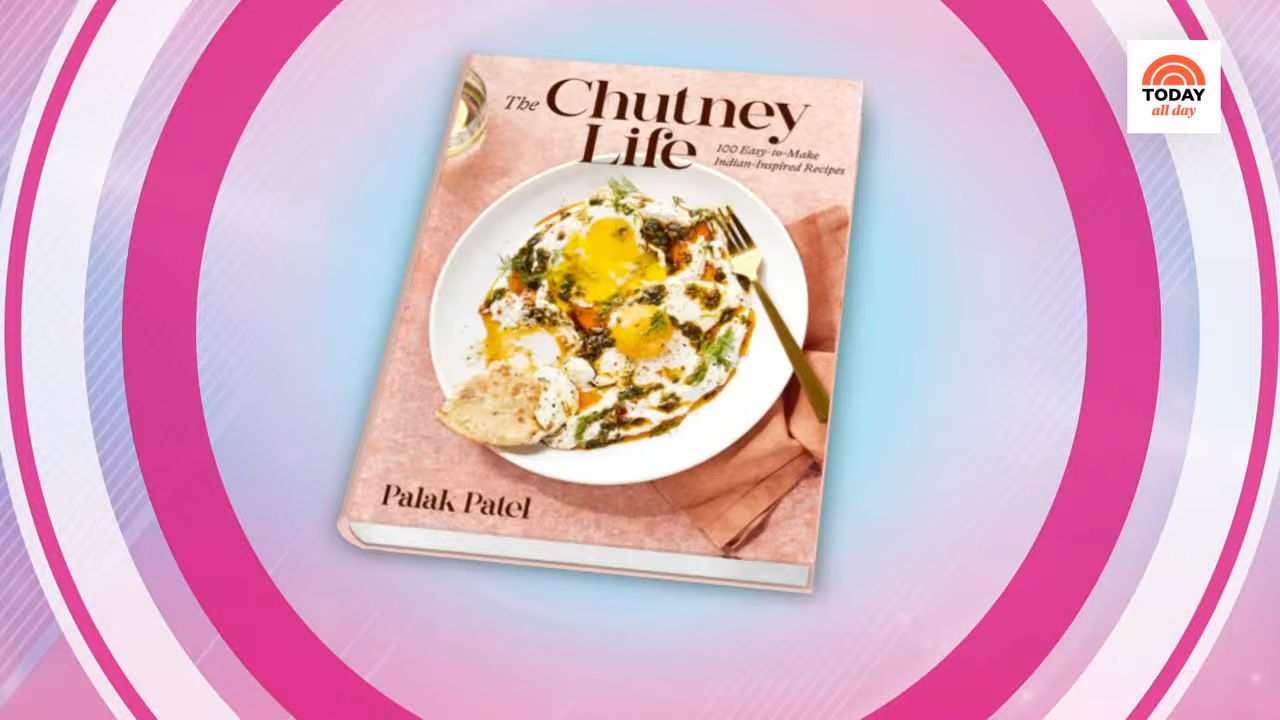 The Chutney
Life
100 Easy-to-Make
Indian-Inspired Recipes
Palak Patel
TODAY
all day